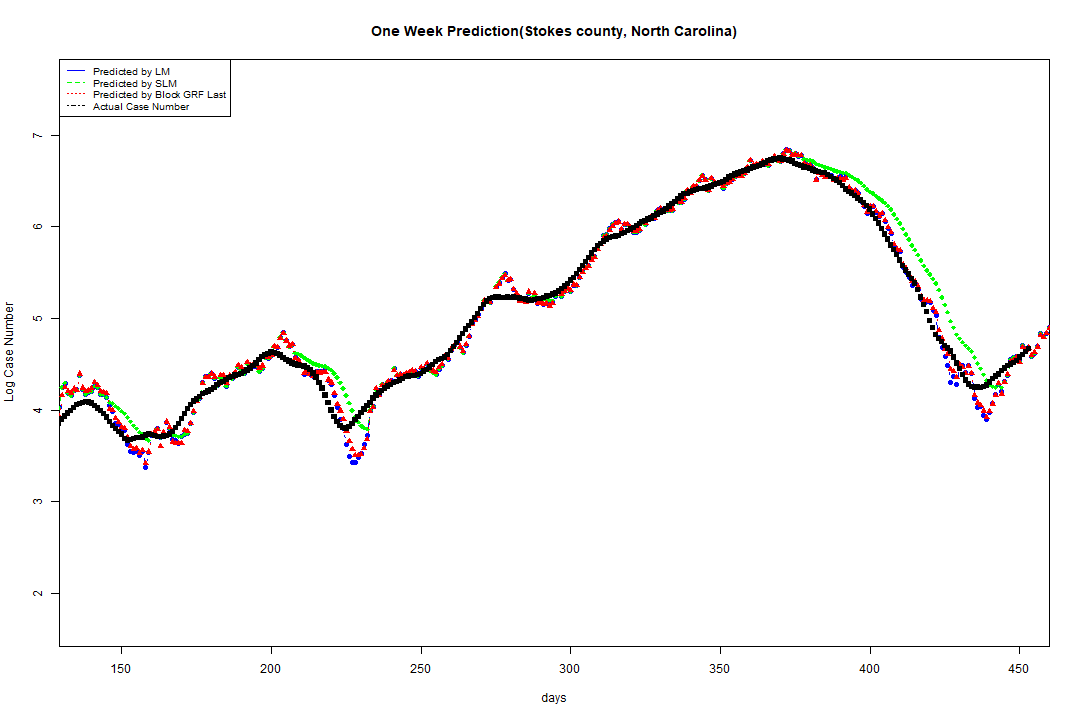 One Week Prediction(Stokes county, North Carolina)
Predicted by LM
Predicted by SLM
Predicted by Block GRF Last
Actual Case Number
7
6
5
4
3
2
Log Case Number
150 200 250 300 350 400 450
days